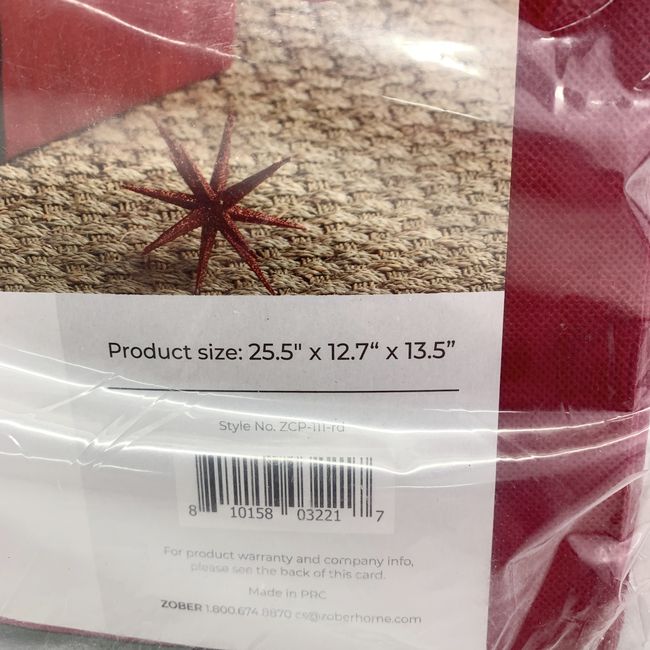 Product size: 25.5" x 12.7“ x 13.5”
Style No. ZCP-111-rd
8 10158 03221 7
For product warranty and company info,
please see the back of this card.
Made in PRC
ZOBER 1.800.674.8870 cs@zoberhome.com